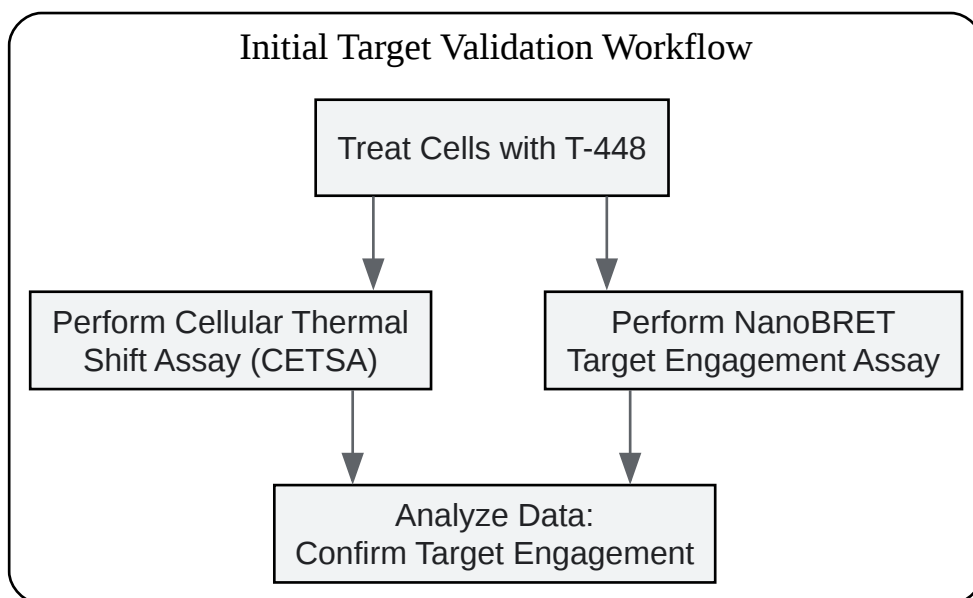 Initial Target Validation Workflow
Treat Cells with T-448
Perform Cellular Thermal
Shift Assay (CETSA)
Perform NanoBRET
Target Engagement Assay
Analyze Data:
Confirm Target Engagement